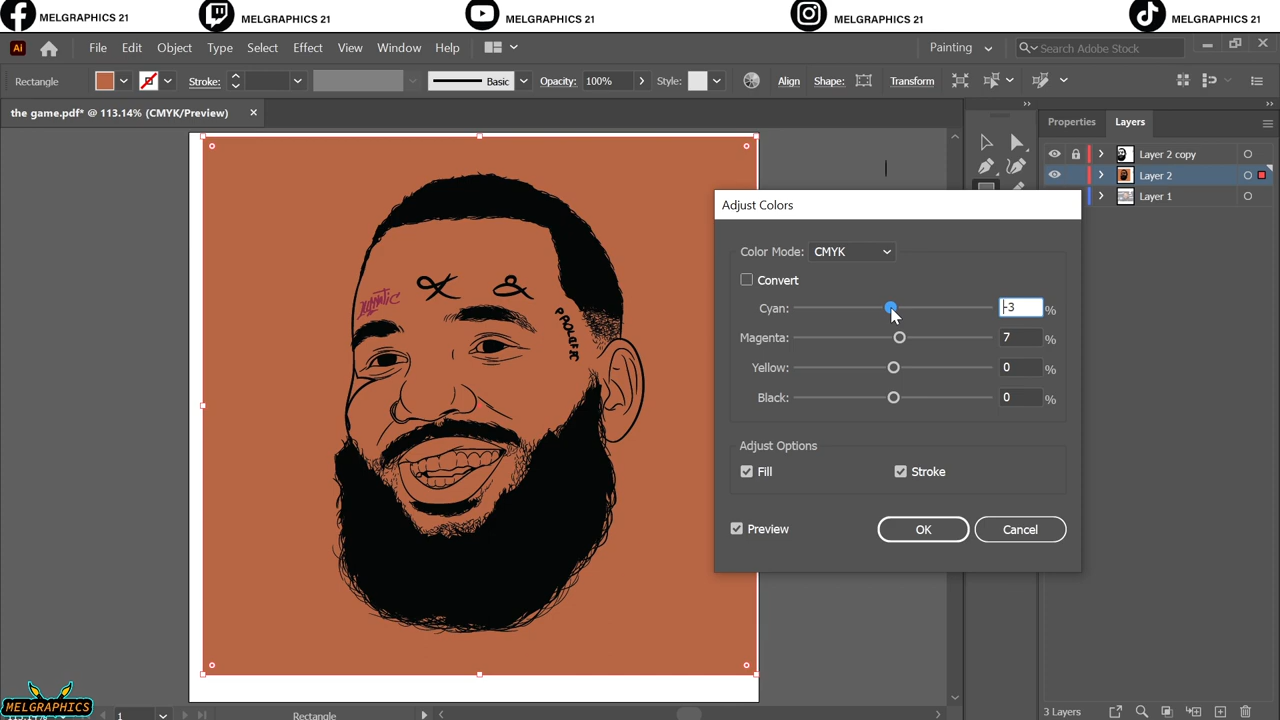 MELGRAPHICS 21 MELGRAPHICS 21 MELGRAPHICS 21 MELGRAPHICS 21 MELGRAPHICS 21
Ai File Edit Object Type Select Effect View Window Help Painting Search Adobe Stock
Rectangle Stroke: Basic Opacity: 100% Style: Align Shape: Transform
the game.pdf* @ 113.14% (CMYK/Preview)
Properties Layers
Layer 2 copy
Layer 2
Layer 1
Adjust Colors
Color Mode: CMYK
Convert
Cyan: -3 %
Magenta: 7 %
Yellow: 0 %
Black: 0 %
Adjust Options
Fill Stroke
Preview OK Cancel
MELGRAPHICS
1 Rectangle 3 Layers